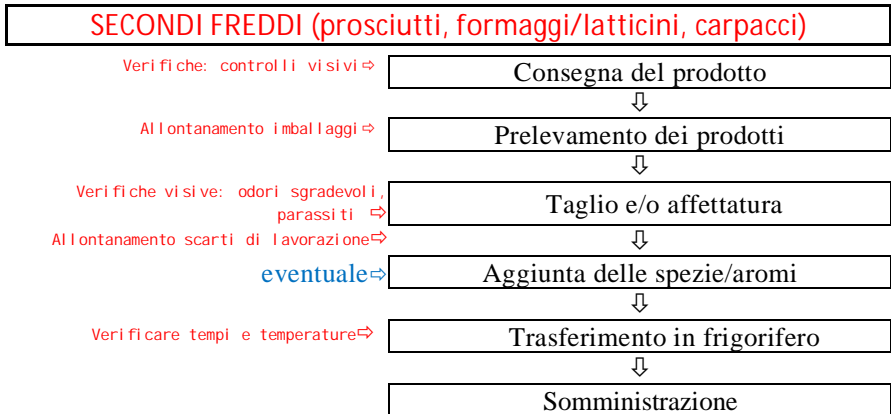 SECONDI FREDDI (prosciutti, formaggi/latticini, carpacci)
Verifiche: controlli visivi⇨
Consegna del prodotto
⇩
Allontanamento imballaggi⇨
Prelevamento dei prodotti
⇩
Verifiche visive: odori sgradevoli,
parassiti ⇨
Taglio e/o affettatura
Allontanamento scarti di lavorazione⇨
⇩
eventuale⇨
Aggiunta delle spezie/aromi
⇩
Verificare tempi e temperature⇨
Trasferimento in frigorifero
⇩
Somministrazione